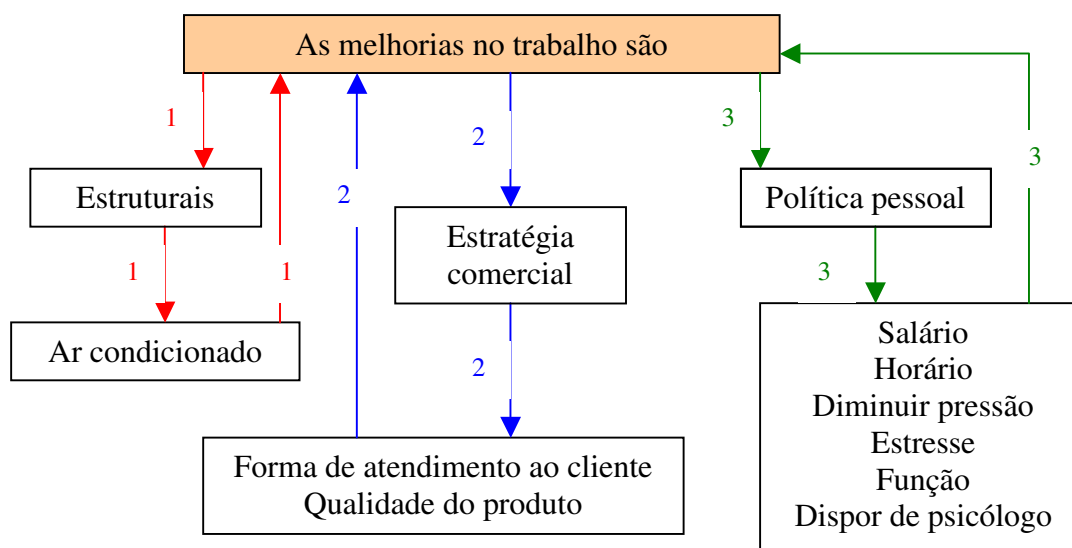 As melhorias no trabalho são
1
3
2
3
2
Estruturais
Política pessoal
Estratégia
comercial
1
1
3
Ar condicionado
2
Salário
Horário
Diminuir pressão
Estresse
Função
Dispor de psicólogo
Forma de atendimento ao cliente
Qualidade do produto